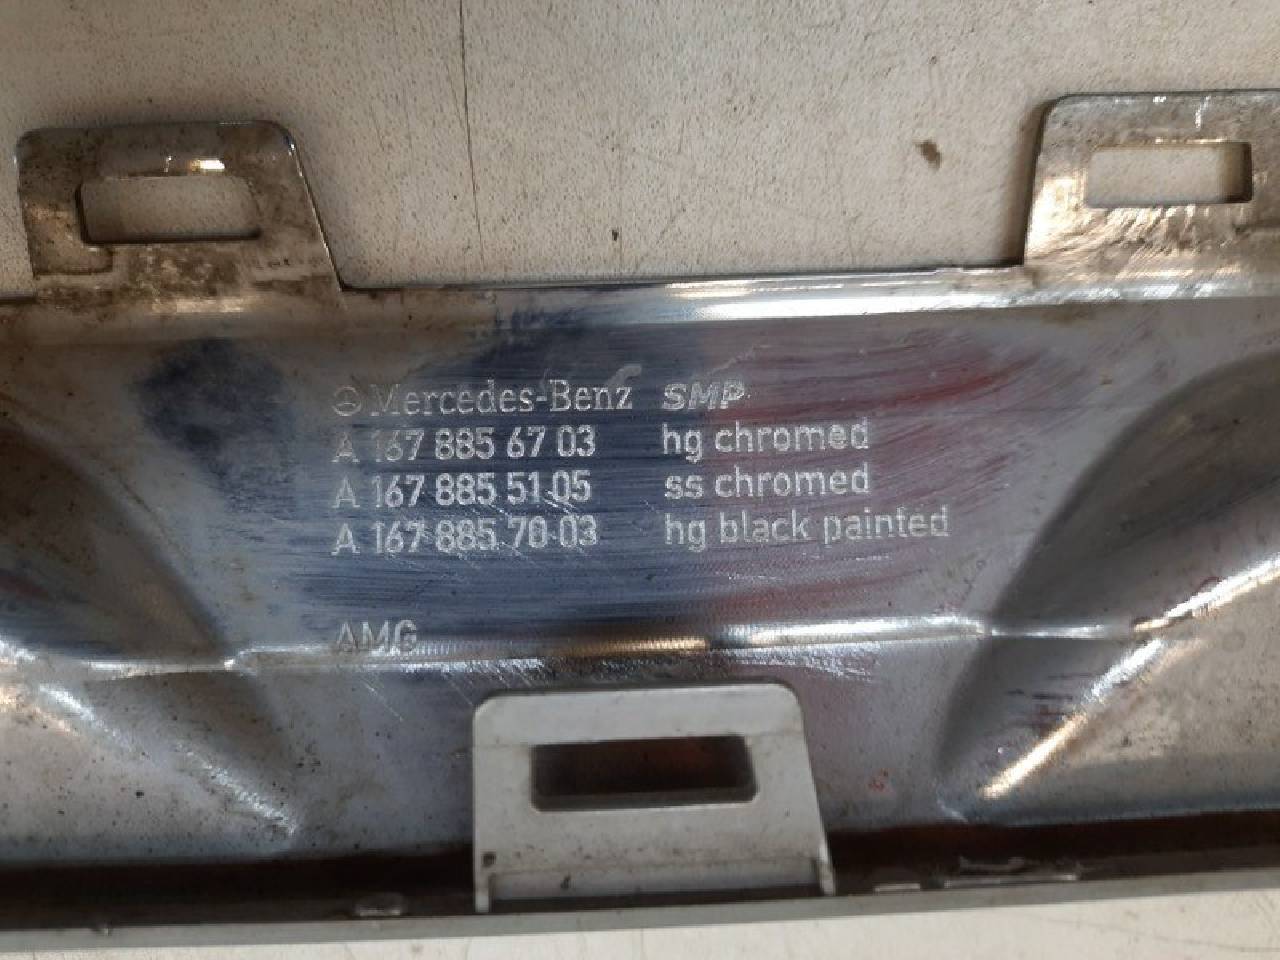 Mercedes-Benz SMP
A 167 885 67 03 hg chromed
A 167 885 51 05 ss chromed
A 167 885 70 03 hg black painted
AMG